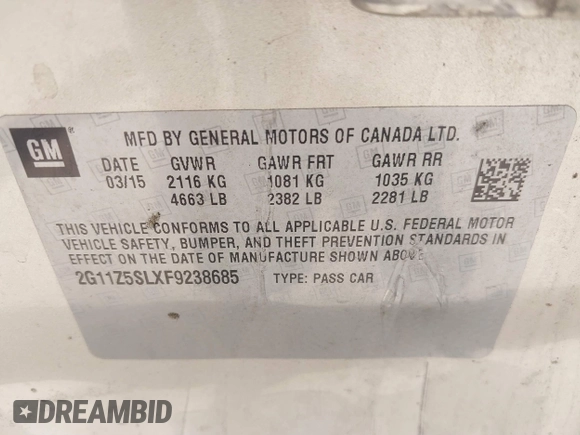 GM
MFD BY GENERAL MOTORS OF CANADA LTD.
DATE GVWR GAWR FRT GAWR RR
03/15 2116 KG 1081 KG 1035 KG
4663 LB 2382 LB 2281 LB
THIS VEHICLE CONFORMS TO ALL APPLICABLE U.S. FEDERAL MOTOR
VEHICLE SAFETY, BUMPER, AND THEFT PREVENTION STANDARDS IN
EFFECT ON THE DATE OF MANUFACTURE SHOWN ABOVE.
2G11Z5SLXF9238685 TYPE: PASS CAR
DREAMBID